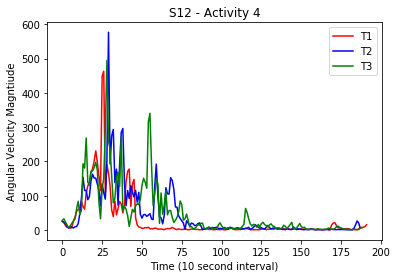 S12 - Activity 4
Angular Velocity Magntiude
600
500
400
300
200
100
0
T1
T2
T3
0 25 50 75 100 125 150 175 200
Time (10 second interval)